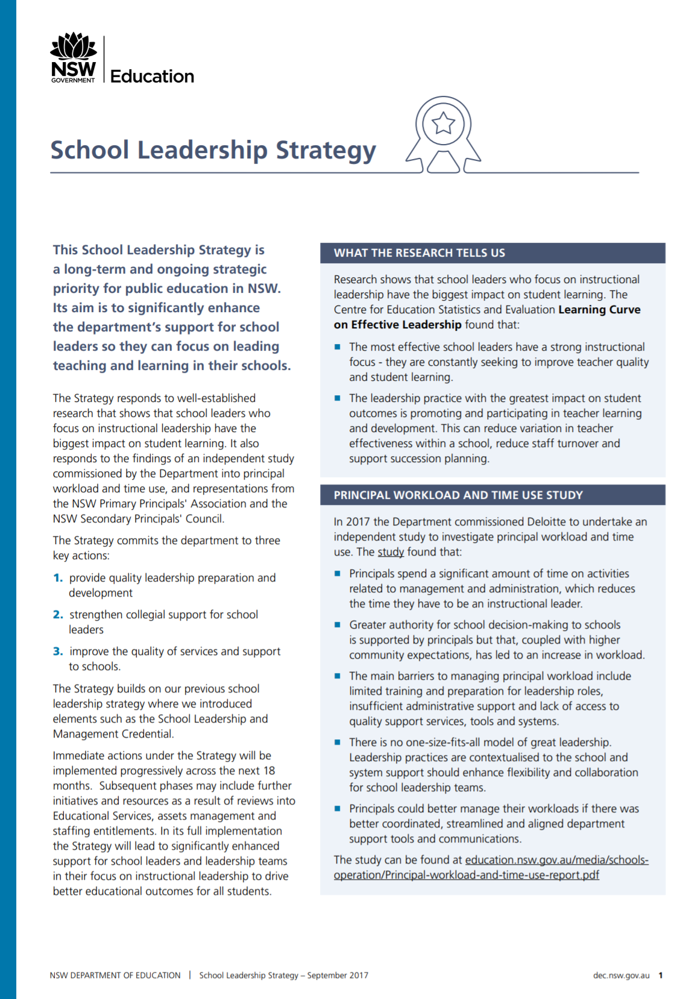 NSW
GOVERNMENT
Education
School Leadership Strategy
This School Leadership Strategy is
a long-term and ongoing strategic
priority for public education in NSW.
Its aim is to significantly enhance
the department's support for school
leaders so they can focus on leading
teaching and learning in their schools.
The Strategy responds to well-established
research that shows that school leaders who
focus on instructional leadership have the
biggest impact on student learning. It also
responds to the findings of an independent study
commissioned by the Department into principal
workload and time use, and representations from
the NSW Primary Principals' Association and the
NSW Secondary Principals' Council.
The Strategy commits the department to three
key actions:
1. provide quality leadership preparation and
development
2. strengthen collegial support for school
leaders
3. improve the quality of services and support
to schools.
The Strategy builds on our previous school
leadership strategy where we introduced
elements such as the School Leadership and
Management Credential.
Immediate actions under the Strategy will be
implemented progressively across the next 18
months. Subsequent phases may include further
initiatives and resources as a result of reviews into
Educational Services, assets management and
staffing entitlements. In its full implementation
the Strategy will lead to significantly enhanced
support for school leaders and leadership teams
in their focus on instructional leadership to drive
better educational outcomes for all students.
WHAT THE RESEARCH TELLS US
Research shows that school leaders who focus on instructional
leadership have the biggest impact on student learning. The
Centre for Education Statistics and Evaluation Learning Curve
on Effective Leadership found that:
■ The most effective school leaders have a strong instructional
focus - they are constantly seeking to improve teacher quality
and student learning.
■ The leadership practice with the greatest impact on student
outcomes is promoting and participating in teacher learning
and development. This can reduce variation in teacher
effectiveness within a school, reduce staff turnover and
support succession planning.
PRINCIPAL WORKLOAD AND TIME USE STUDY
In 2017 the Department commissioned Deloitte to undertake an
independent study to investigate principal workload and time
use. The study found that:
■ Principals spend a significant amount of time on activities
related to management and administration, which reduces
the time they have to be an instructional leader.
■ Greater authority for school decision-making to schools
is supported by principals but that, coupled with higher
community expectations, has led to an increase in workload.
■ The main barriers to managing principal workload include
limited training and preparation for leadership roles,
insufficient administrative support and lack of access to
quality support services, tools and systems.
■ There is no one-size-fits-all model of great leadership.
Leadership practices are contextualised to the school and
system support should enhance flexibility and collaboration
for school leadership teams.
■ Principals could better manage their workloads if there was
better coordinated, streamlined and aligned department
support tools and communications.
The study can be found at education.nsw.gov.au/media/schools-
operation/Principal-workload-and-time-use-report.pdf
NSW DEPARTMENT OF EDUCATION | School Leadership Strategy – September 2017
dec.nsw.gov.au 1